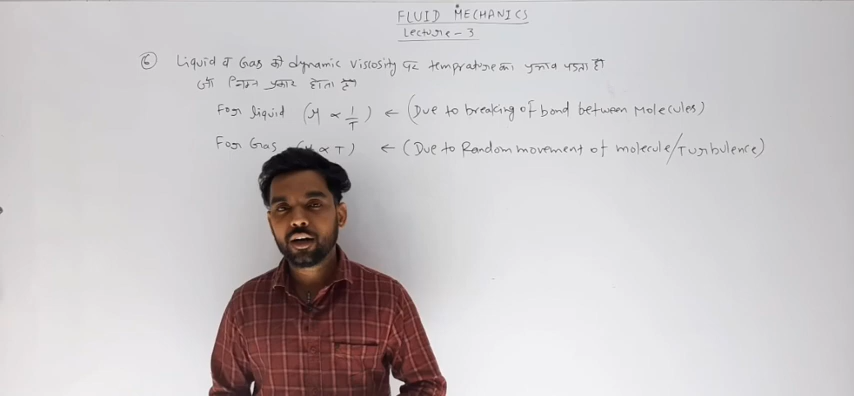 FLUID MECHANICS
Lecture-3
⑥ Liquid व Gas की dynamic viscosity पर temprature का प्रभाव पड़ता है
जो निम्न प्रकार होता है
For liquid (μ ∝ 1/T) ← (Due to breaking of bond between Molecules)
For Gas (μ ∝ T) ← (Due to Random movement of molecule/Turbulence)